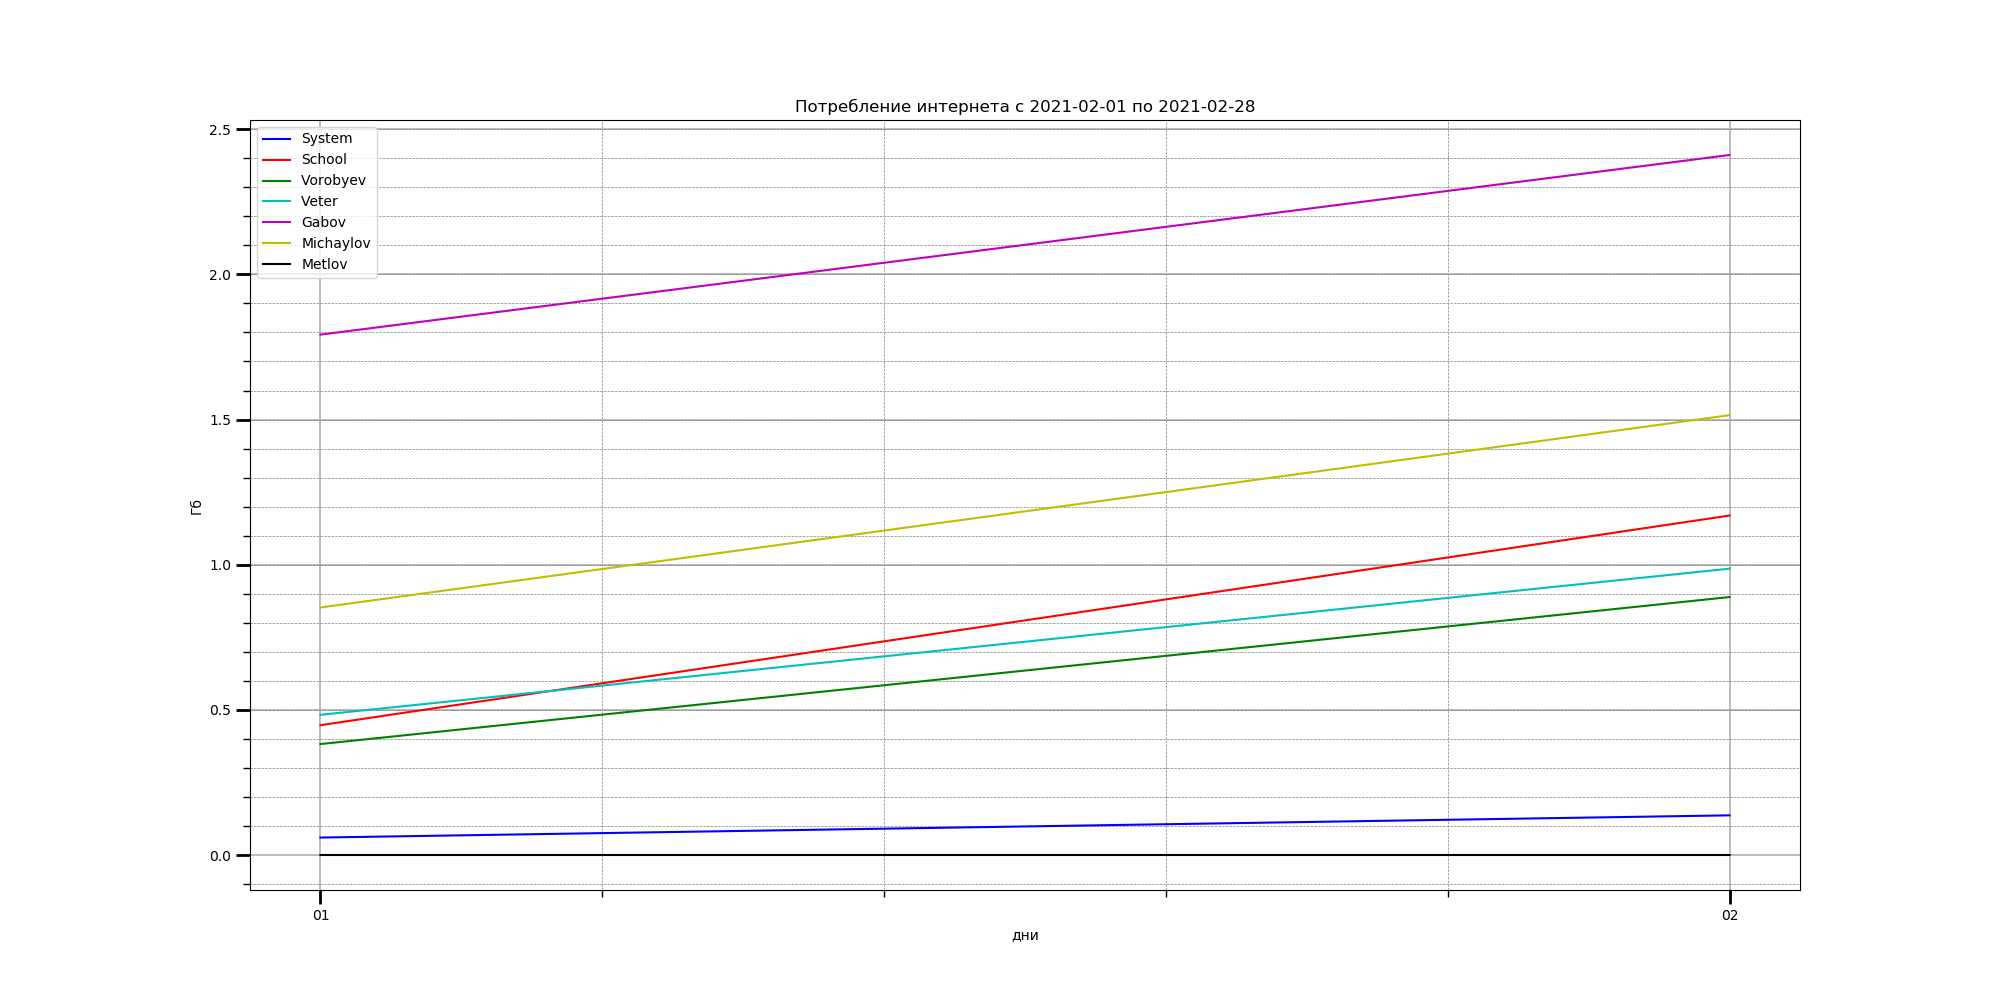 Потребление интернета с 2021-02-01 по 2021-02-28
System
School
Vorobyev
Veter
Gabov
Michaylov
Metlov
2.5
2.0
1.5
1.0
0.5
0.0
Гб
01
02
дни